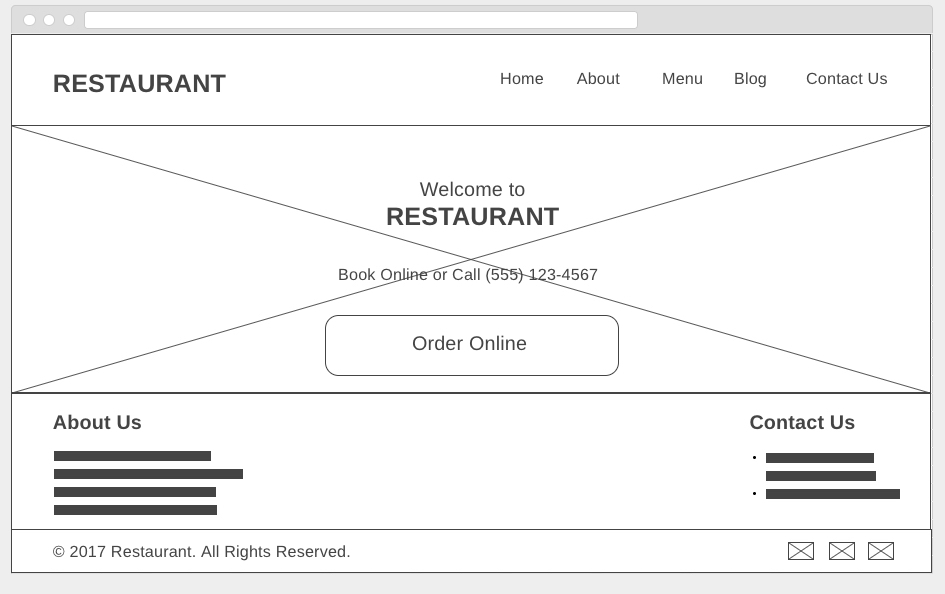 RESTAURANT
Home About Menu Blog Contact Us
Welcome to
RESTAURANT
Book Online or Call (555) 123-4567
Order Online
About Us
Contact Us
© 2017 Restaurant. All Rights Reserved.